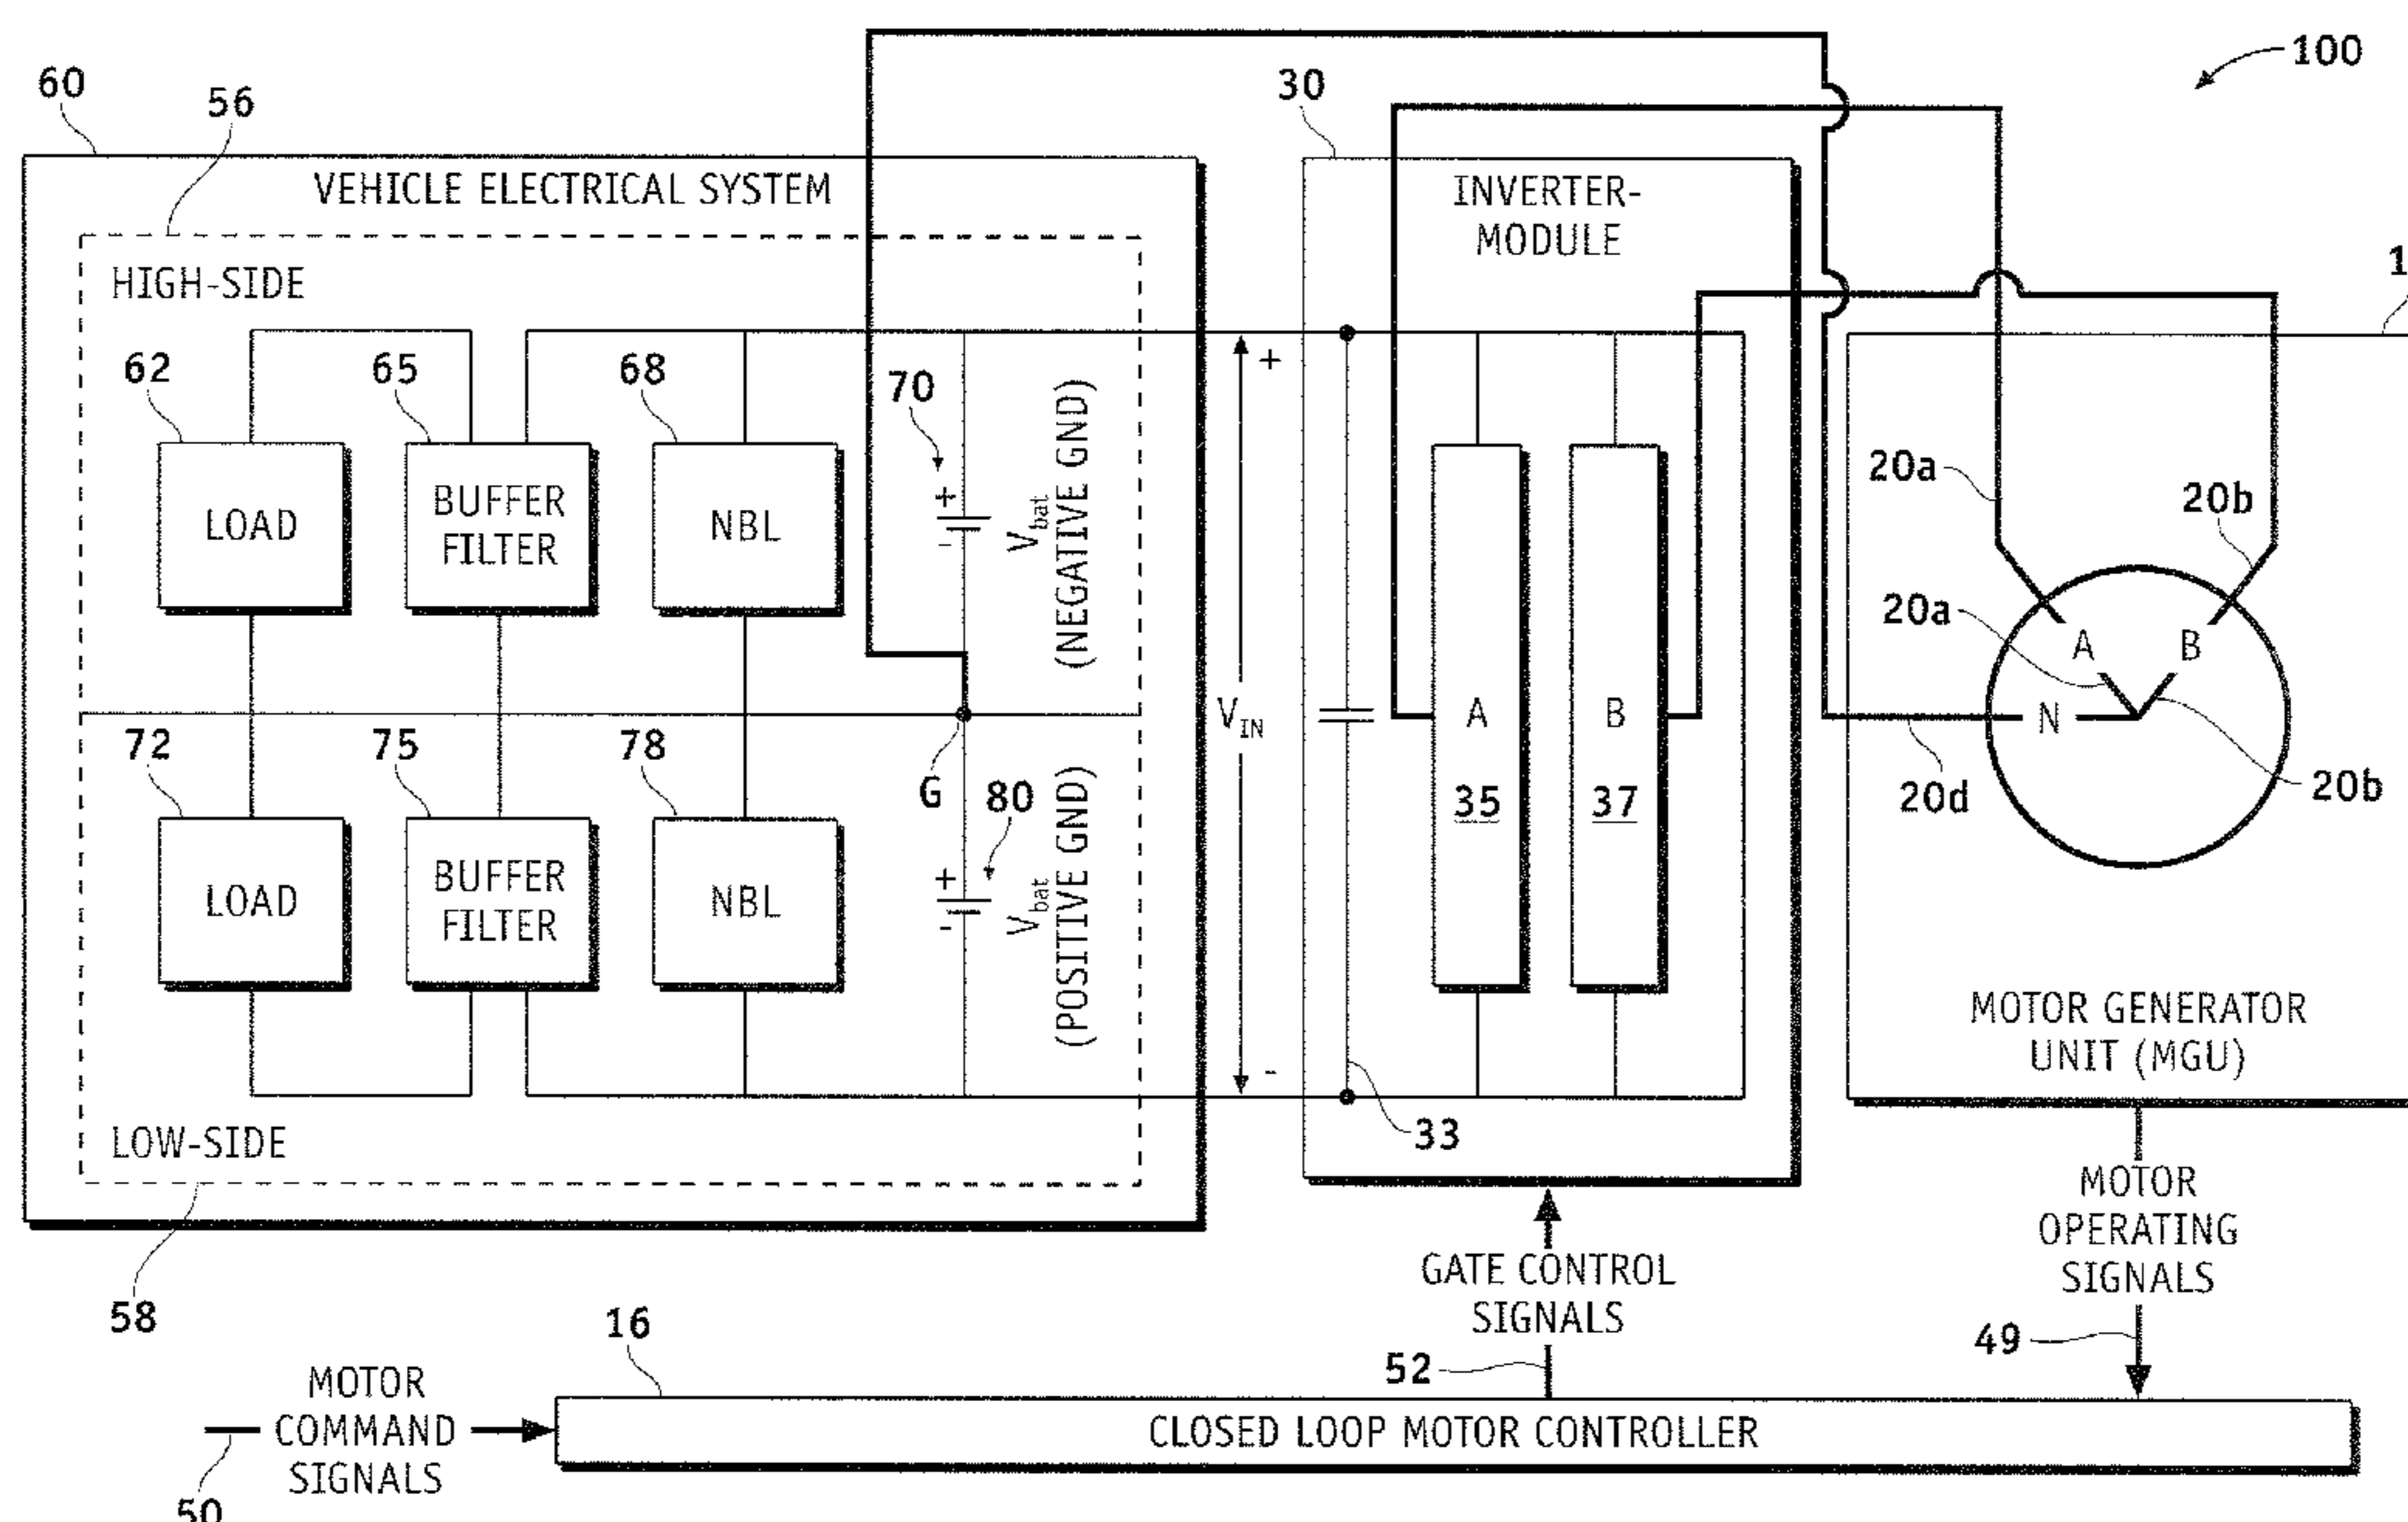 100
60
56
30
VEHICLE ELECTRICAL SYSTEM
INVERTER-
MODULE
HIGH-SIDE
62
65
68
70
+
-
V bat
(NEGATIVE GND)
LOAD
BUFFER
FILTER
NBL
+
V IN
-
20a
20b
20a
A
B
N
20b
20d
A
35
B
37
72
75
78
G
80
+
-
V bat
(POSITIVE GND)
LOAD
BUFFER
FILTER
NBL
33
MOTOR GENERATOR
UNIT (MGU)
LOW-SIDE
58
GATE CONTROL
SIGNALS
52
MOTOR
OPERATING
SIGNALS
49
16
MOTOR
COMMAND
SIGNALS
50
CLOSED LOOP MOTOR CONTROLLER